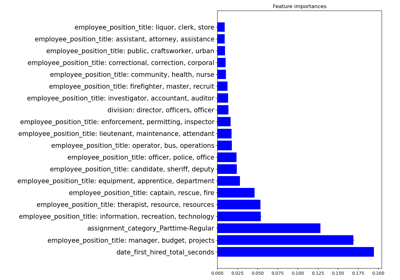 Feature importances
employee_position_title: liquor, clerk, store
employee_position_title: assistant, attorney, assistance
employee_position_title: public, craftsworker, urban
employee_position_title: correctional, correction, corporal
employee_position_title: community, health, nurse
employee_position_title: firefighter, master, recruit
employee_position_title: investigator, accountant, auditor
division: director, officers, officer
employee_position_title: enforcement, permitting, inspector
employee_position_title: lieutenant, maintenance, attendant
employee_position_title: operator, bus, operations
employee_position_title: officer, police, office
employee_position_title: candidate, sheriff, deputy
employee_position_title: equipment, apprentice, department
employee_position_title: captain, rescue, fire
employee_position_title: therapist, resource, resources
employee_position_title: information, recreation, technology
assignment_category_Parttime-Regular
employee_position_title: manager, budget, projects
date_first_hired_total_seconds
0.000 0.025 0.050 0.075 0.100 0.125 0.150 0.175 0.200